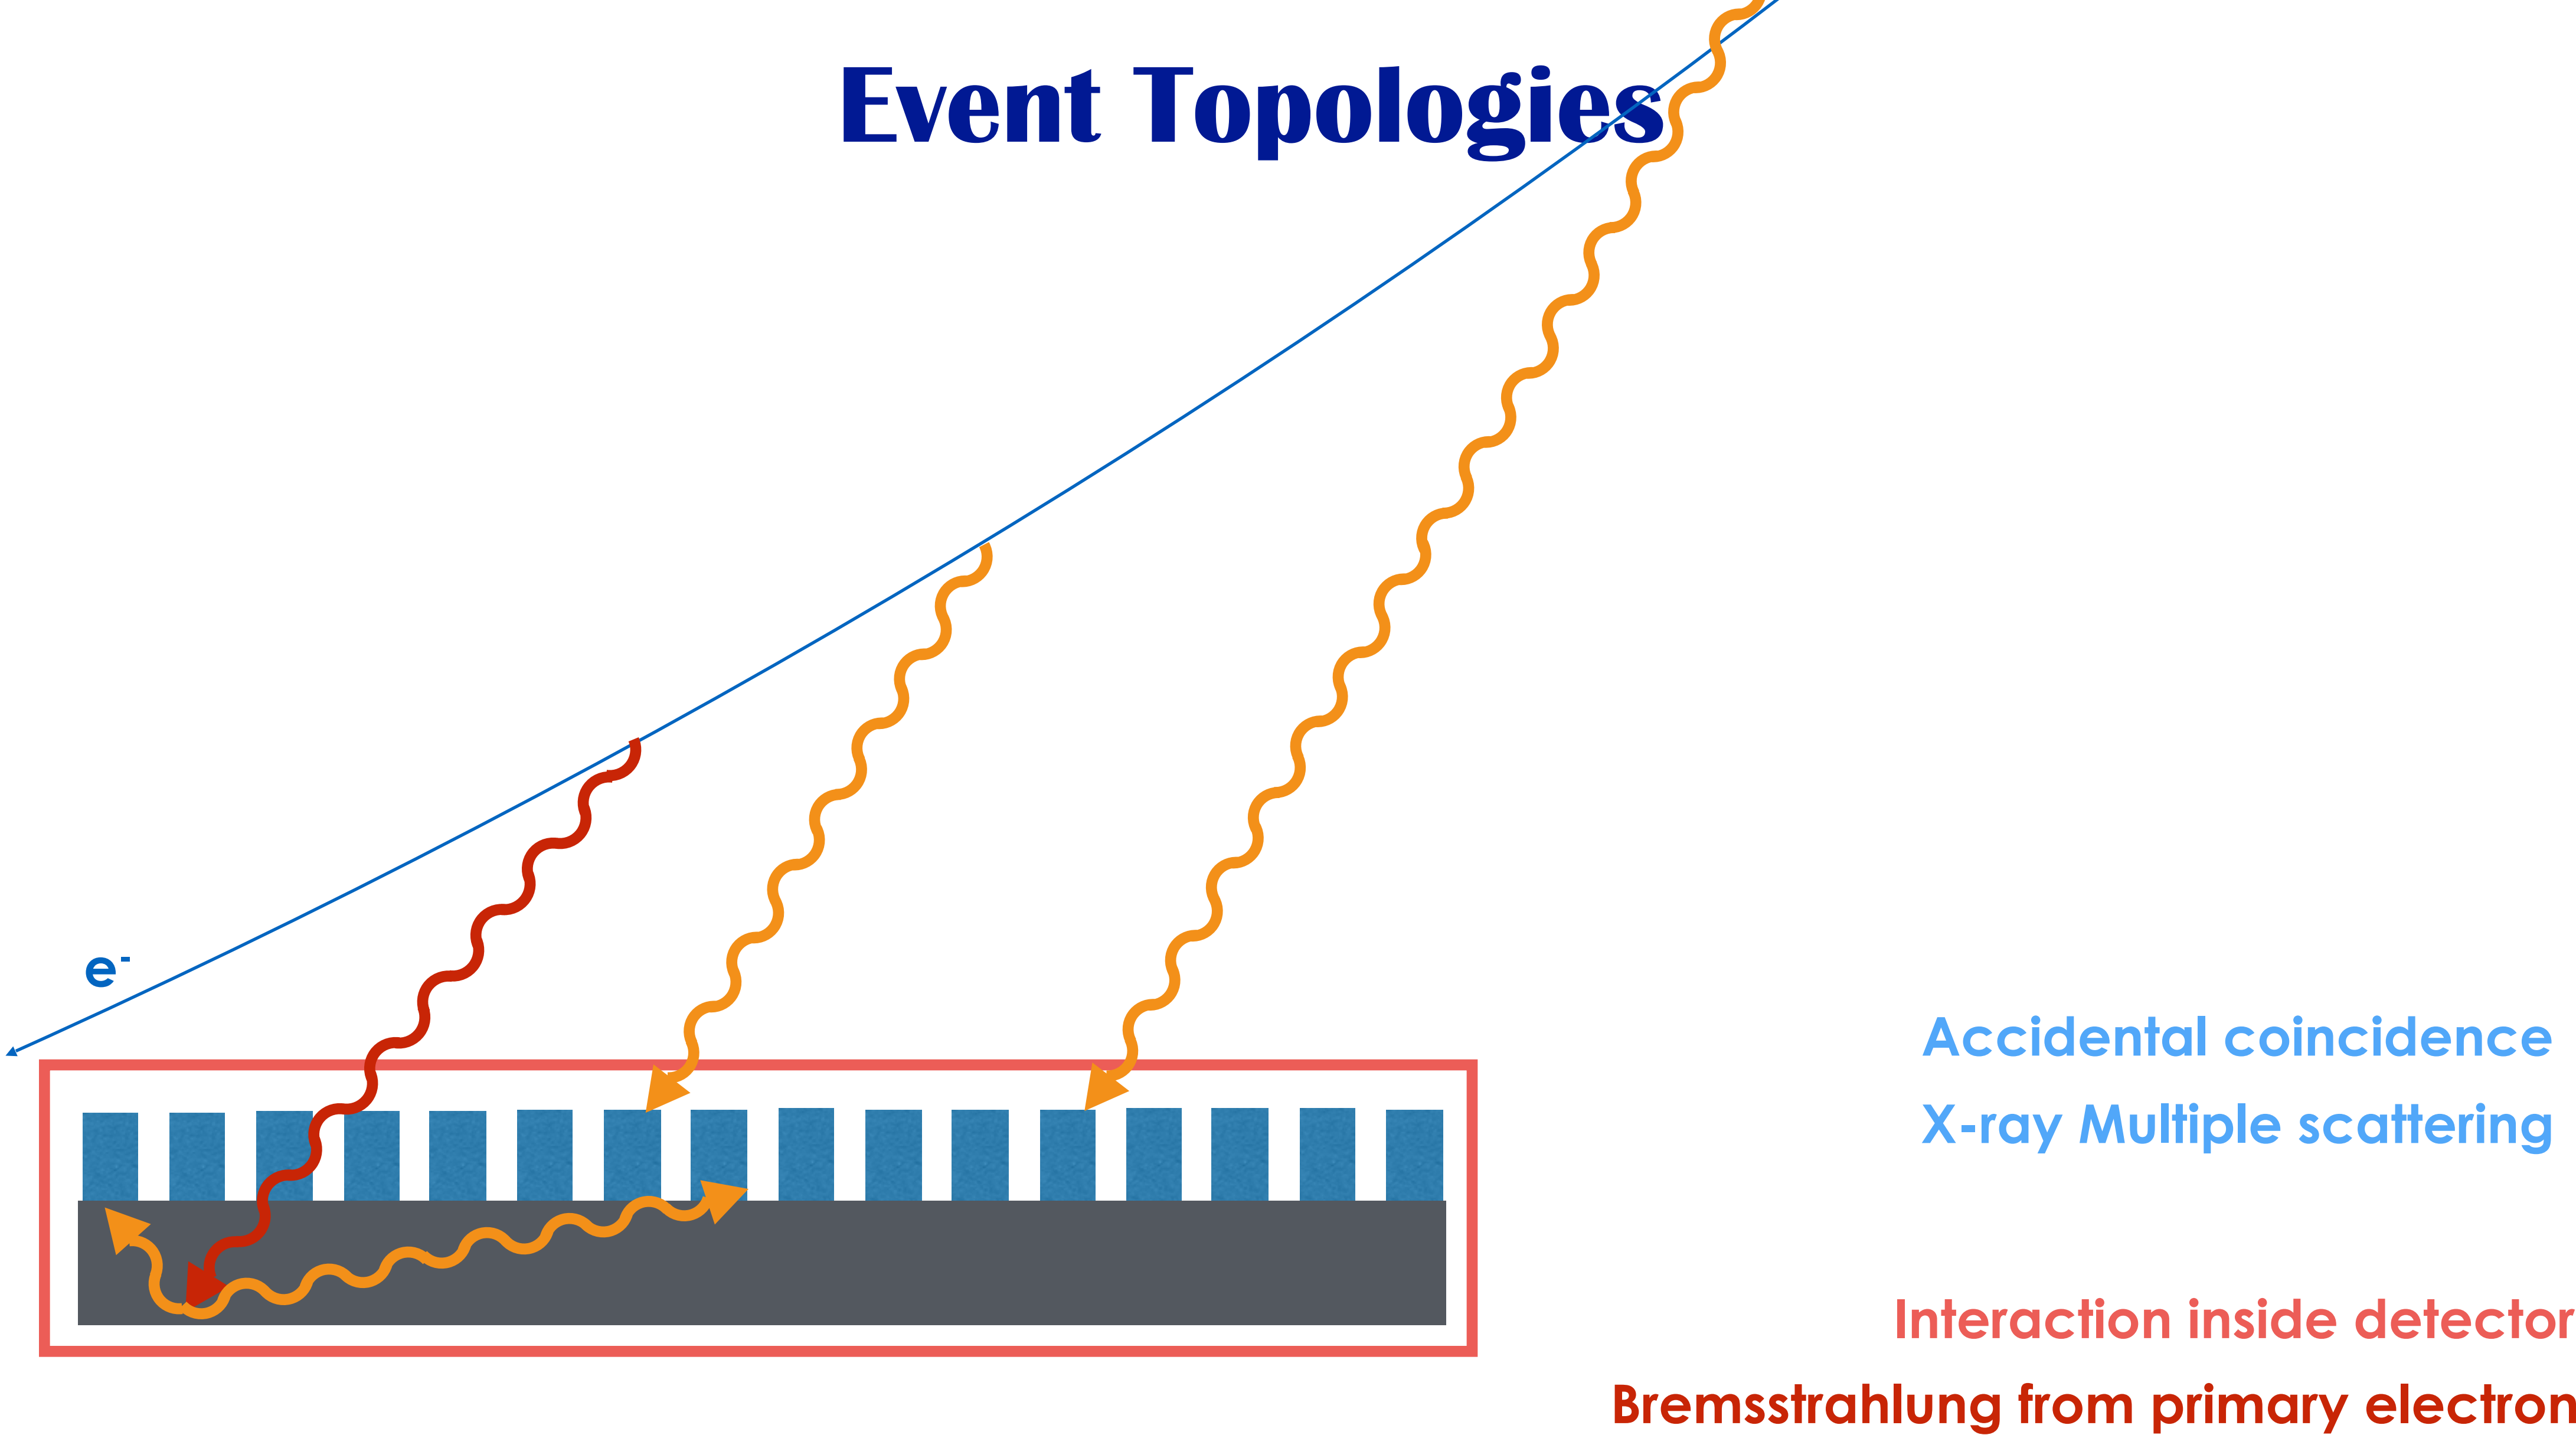 Event Topologies
e-
Accidental coincidence
X-ray Multiple scattering
Interaction inside detector
Bremsstrahlung from primary electron